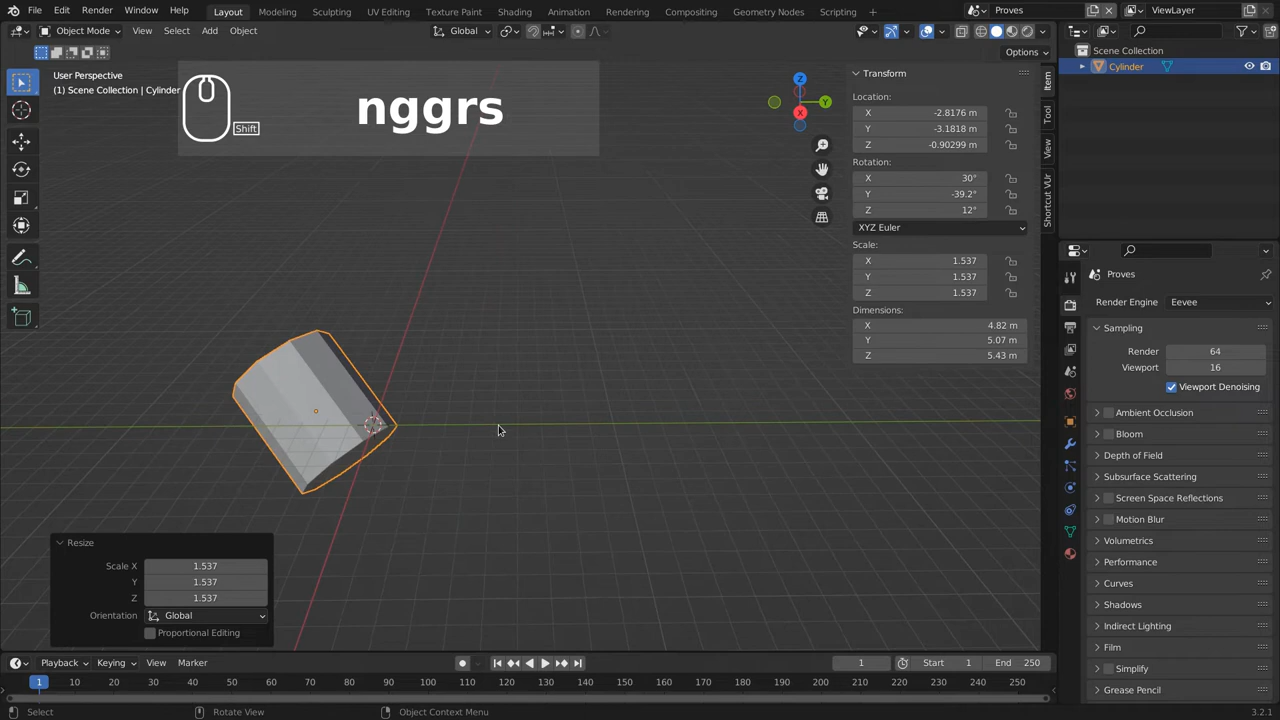 File Edit Render Window Help Layout Modeling Sculpting UV Editing Texture Paint Shading Animation Rendering Compositing Geometry Nodes Scripting Proves ViewLayer
Object Mode View Select Add Object Global
Options
User Perspective
(1) Scene Collection | Cylinder
Shift
nggrs
Z
Y
X
Transform
Location:
X -2.8176 m
Y -3.1818 m
Z -0.90299 m
Rotation:
X 30°
Y -39.2°
Z 12°
XYZ Euler
Scale:
X 1.537
Y 1.537
Z 1.537
Dimensions:
X 4.82 m
Y 5.07 m
Z 5.43 m
Item
Tool
View
Shortcut VUr
Scene Collection
Cylinder
Proves
Render Engine Eevee
Sampling
Render 64
Viewport 16
Viewport Denoising
Ambient Occlusion
Bloom
Depth of Field
Subsurface Scattering
Screen Space Reflections
Motion Blur
Volumetrics
Performance
Curves
Shadows
Indirect Lighting
Film
Simplify
Grease Pencil
Resize
Scale X 1.537
Y 1.537
Z 1.537
Orientation Global
Proportional Editing
Playback Keying View Marker 1 Start 1 End 250
1 10 20 30 40 50 60 70 80 90 100 110 120 130 140 150 160 170 180 190 200 210 220 230 240 250
Select Rotate View Object Context Menu 3.2.1